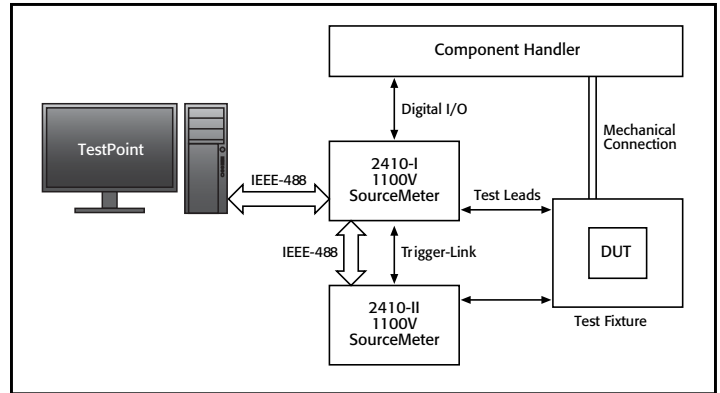 Component Handler
Digital I/O
Mechanical
Connection
TestPoint
IEEE-488
2410-I
1100V
SourceMeter
Test Leads
IEEE-488
Trigger-Link
DUT
2410-II
1100V
SourceMeter
Test Fixture